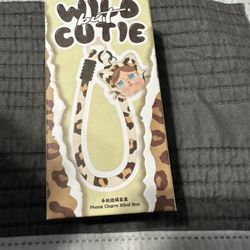 WILD
but
CUTIE
手机挂绳盲盒
Phone Charm Blind Box